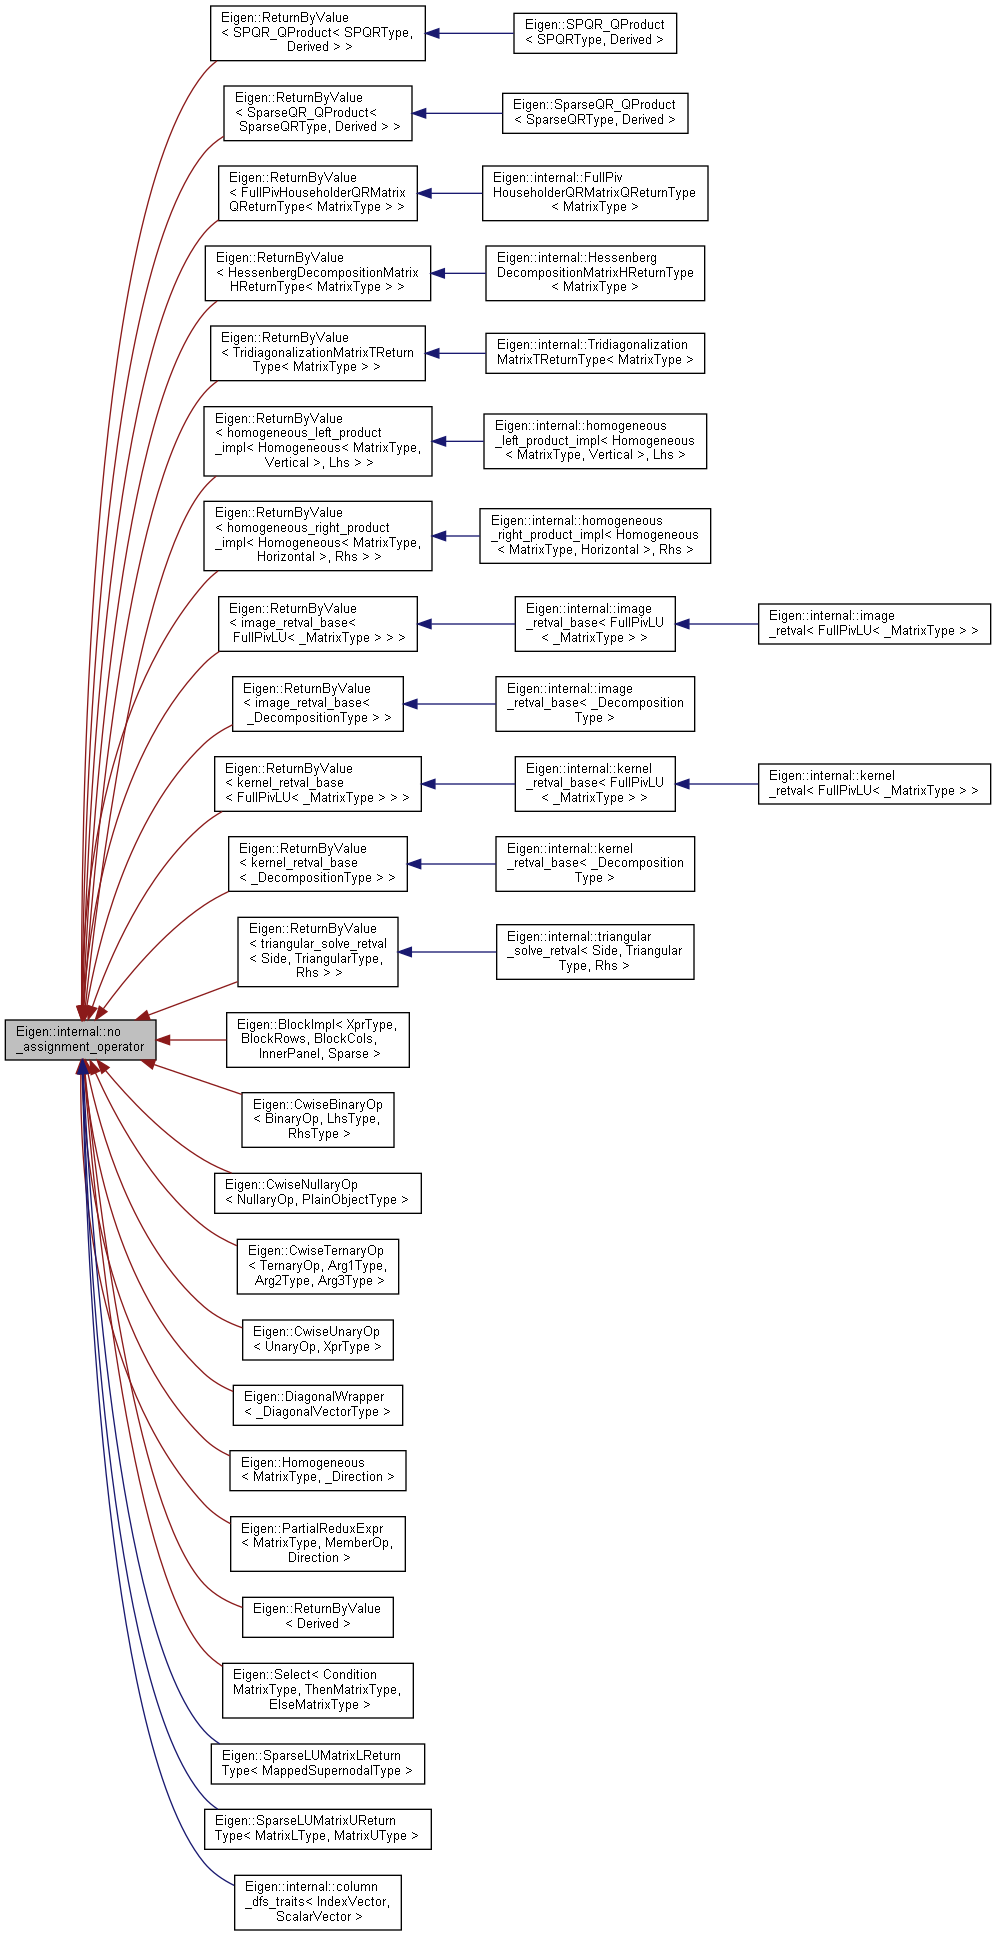 Eigen::ReturnByValue
< SPQR_QProduct< SPQRType,
Derived > >
Eigen::SPQR_QProduct
< SPQRType, Derived >
Eigen::ReturnByValue
< SparseQR_QProduct<
SparseQRType, Derived > >
Eigen::SparseQR_QProduct
< SparseQRType, Derived >
Eigen::ReturnByValue
< FullPivHouseholderQRMatrix
QReturnType< MatrixType > >
Eigen::internal::FullPiv
HouseholderQRMatrixQReturnType
< MatrixType >
Eigen::ReturnByValue
< HessenbergDecompositionMatrix
HReturnType< MatrixType > >
Eigen::internal::Hessenberg
DecompositionMatrixHReturnType
< MatrixType >
Eigen::ReturnByValue
< TridiagonalizationMatrixTReturn
Type< MatrixType > >
Eigen::internal::Tridiagonalization
MatrixTReturnType< MatrixType >
Eigen::ReturnByValue
< homogeneous_left_product
_impl< Homogeneous< MatrixType,
Vertical >, Lhs > >
Eigen::internal::homogeneous
_left_product_impl< Homogeneous
< MatrixType, Vertical >, Lhs >
Eigen::ReturnByValue
< homogeneous_right_product
_impl< Homogeneous< MatrixType,
Horizontal >, Rhs > >
Eigen::internal::homogeneous
_right_product_impl< Homogeneous
< MatrixType, Horizontal >, Rhs >
Eigen::ReturnByValue
< image_retval_base<
FullPivLU< _MatrixType > > >
Eigen::internal::image
_retval_base< FullPivLU
< _MatrixType > >
Eigen::internal::image
_retval< FullPivLU< _MatrixType > >
Eigen::ReturnByValue
< image_retval_base<
_DecompositionType > >
Eigen::internal::image
_retval_base< _Decomposition
Type >
Eigen::ReturnByValue
< kernel_retval_base
< FullPivLU< _MatrixType > > >
Eigen::internal::kernel
_retval_base< FullPivLU
< _MatrixType > >
Eigen::internal::kernel
_retval< FullPivLU< _MatrixType > >
Eigen::ReturnByValue
< kernel_retval_base
< _DecompositionType > >
Eigen::internal::kernel
_retval_base< _Decomposition
Type >
Eigen::ReturnByValue
< triangular_solve_retval
< Side, TriangularType,
Rhs > >
Eigen::internal::triangular
_solve_retval< Side, Triangular
Type, Rhs >
Eigen::internal::no
_assignment_operator
Eigen::BlockImpl< XprType,
BlockRows, BlockCols,
InnerPanel, Sparse >
Eigen::CwiseBinaryOp
< BinaryOp, LhsType,
RhsType >
Eigen::CwiseNullaryOp
< NullaryOp, PlainObjectType >
Eigen::CwiseTernaryOp
< TernaryOp, Arg1Type,
Arg2Type, Arg3Type >
Eigen::CwiseUnaryOp
< UnaryOp, XprType >
Eigen::DiagonalWrapper
< _DiagonalVectorType >
Eigen::Homogeneous
< MatrixType, _Direction >
Eigen::PartialReduxExpr
< MatrixType, MemberOp,
Direction >
Eigen::ReturnByValue
< Derived >
Eigen::Select< Condition
MatrixType, ThenMatrixType,
ElseMatrixType >
Eigen::SparseLUMatrixLReturn
Type< MappedSupernodalType >
Eigen::SparseLUMatrixUReturn
Type< MatrixLType, MatrixUType >
Eigen::internal::column
_dfs_traits< IndexVector,
ScalarVector >